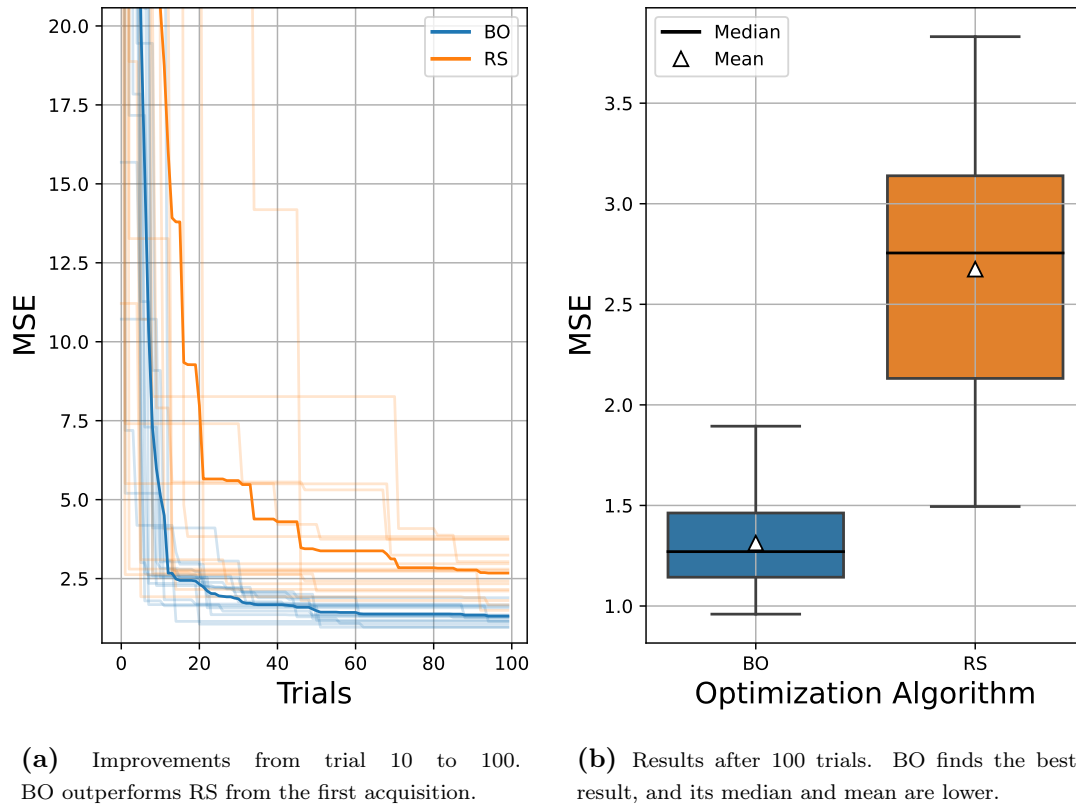 20.0
17.5
15.0
12.5
10.0
7.5
5.0
2.5
MSE
0
20
40
60
80
100
Trials
BO
RS
3.5
3.0
2.5
2.0
1.5
1.0
MSE
Median
Mean
BO
RS
Optimization Algorithm
(a) Improvements from trial 10 to 100.
BO outperforms RS from the first acquisition.
(b) Results after 100 trials. BO finds the best
result, and its median and mean are lower.